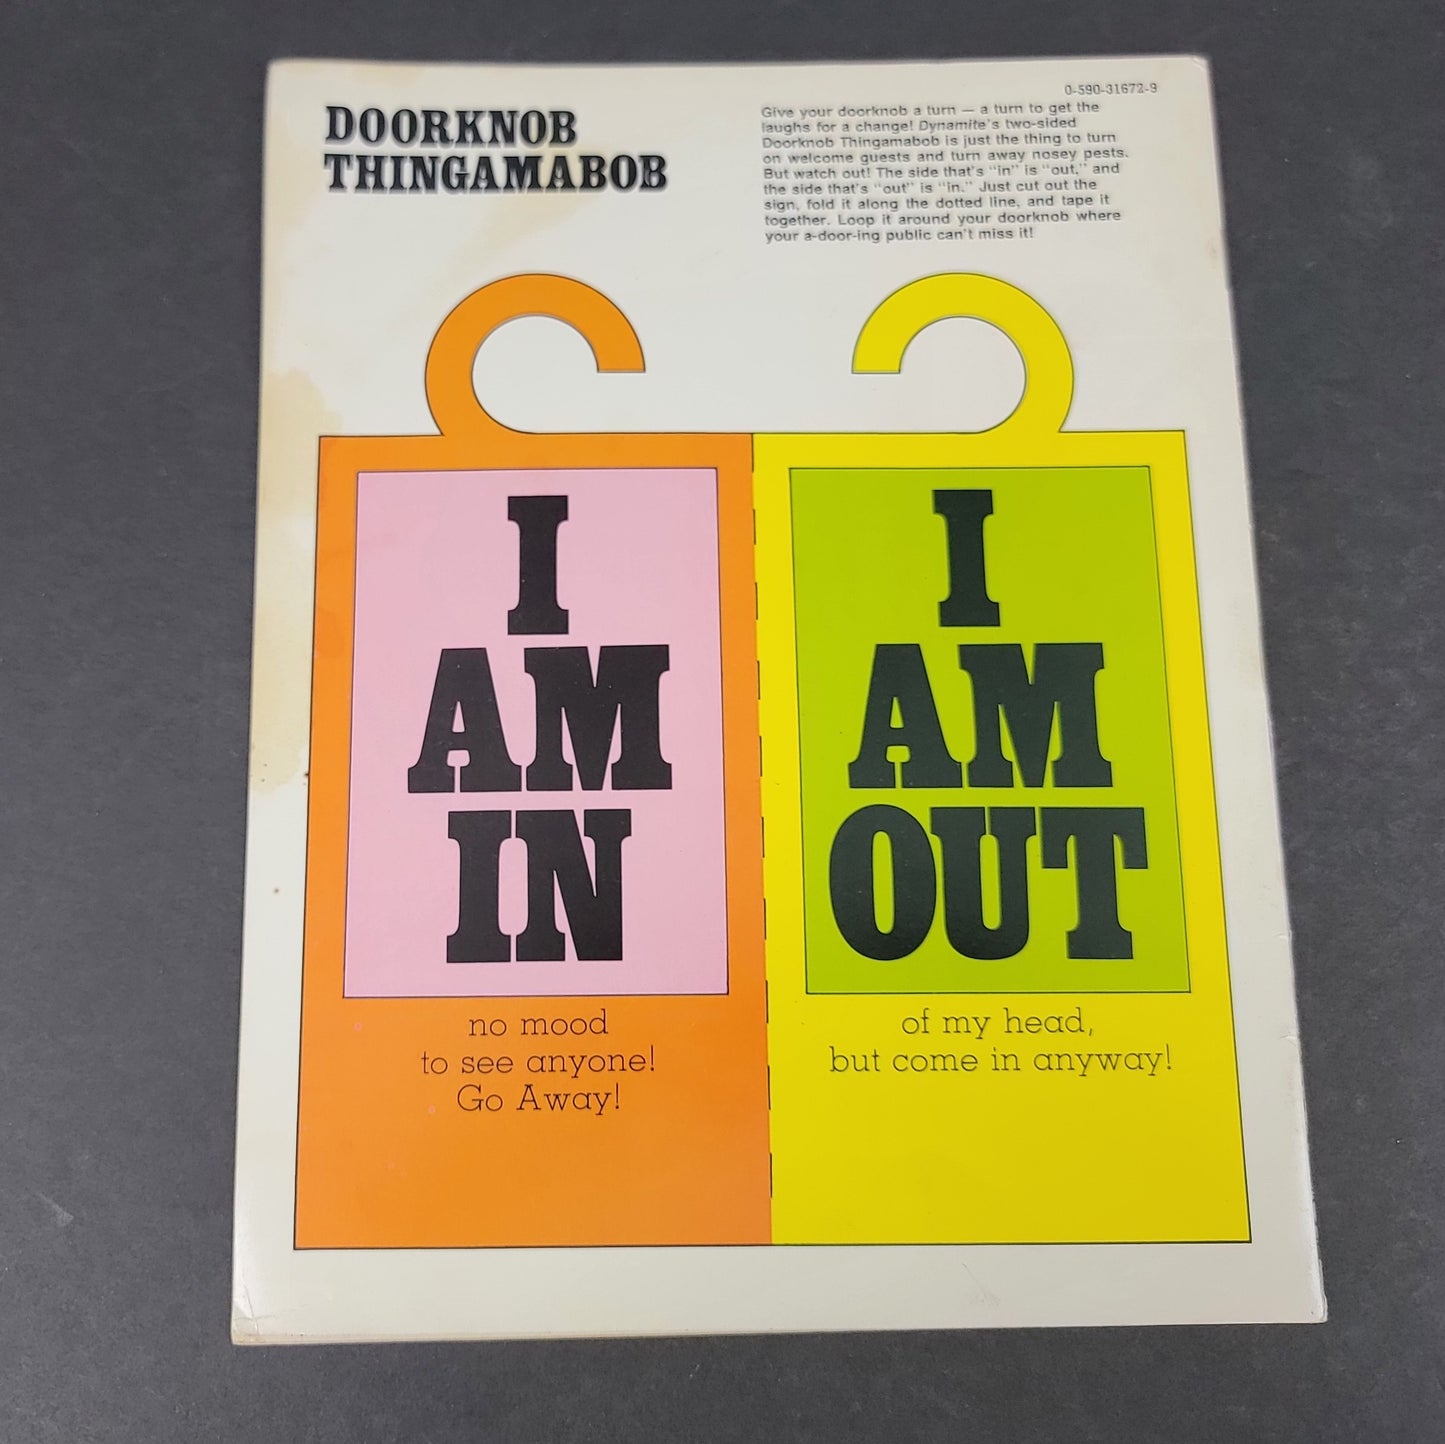 DOORKNOB
THINGAMABOB
0-590-31672-9
Give your doorknob a turn — a turn to get the
laughs for a change! Dynamite's two-sided
Doorknob Thingamabob is just the thing to turn
on welcome guests and turn away nosey pests.
But watch out! The side that's "in" is "out," and
the side that's "out" is "in." Just cut out the
sign, fold it along the dotted line, and tape it
together. Loop it around your doorknob where
your a-door-ing public can't miss it!
I
AM
IN
no mood
to see anyone!
Go Away!
I
AM
OUT
of my head,
but come in anyway!